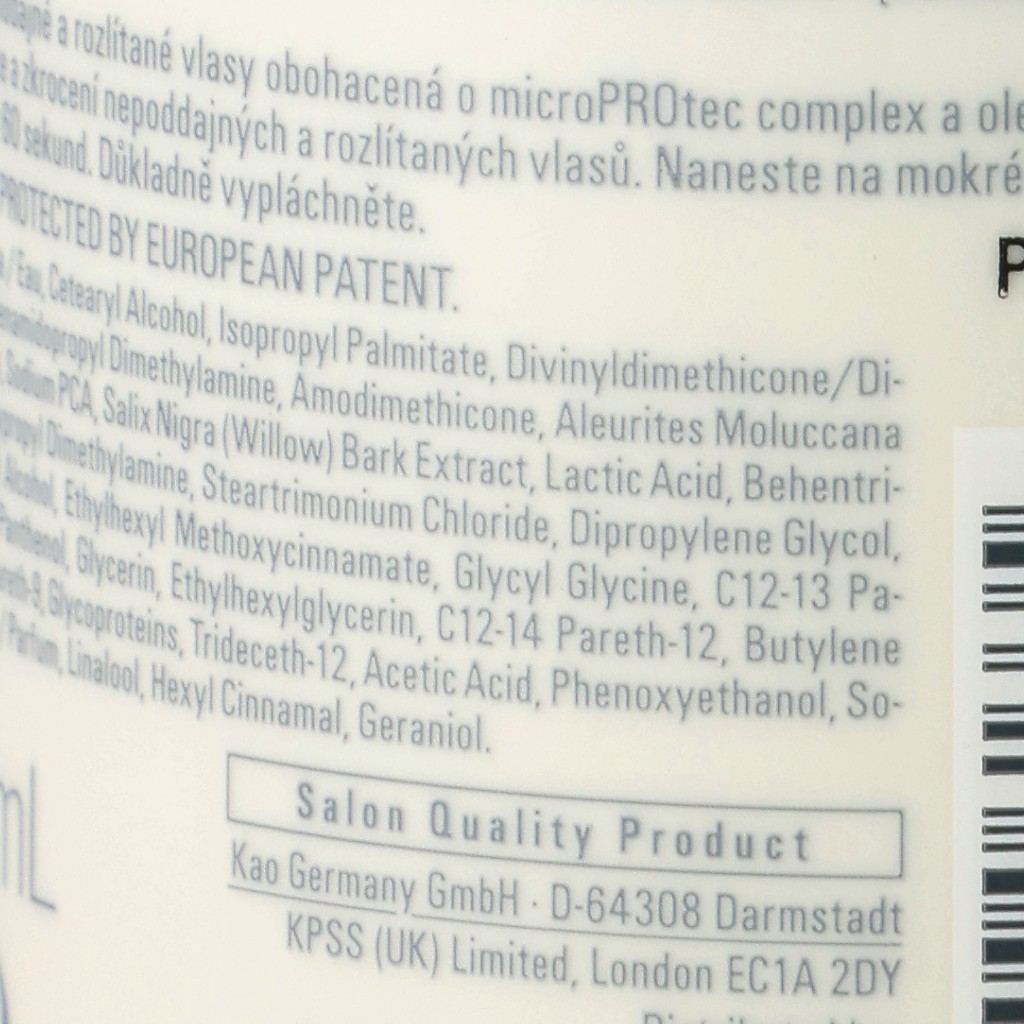 a rozlítané vlasy obohacená o microPROtec complex a ole
a zkrocení nepoddajných a rozlítaných vlasů. Naneste na mokré
60 sekund. Důkladně vypláchněte.
PROTECTED BY EUROPEAN PATENT.
/ Eau, Cetearyl Alcohol, Isopropyl Palmitate, Divinyldimethicone/Di-
Dimethylamine, Amodimethicone, Aleurites Moluccana
Sodium PCA, Salix Nigra (Willow) Bark Extract, Lactic Acid, Behentri-
Dimethylamine, Steartrimonium Chloride, Dipropylene Glycol,
Alcohol, Ethylhexyl Methoxycinnamate, Glycyl Glycine, C12-13 Pa-
Panthenol, Glycerin, Ethylhexylglycerin, C12-14 Pareth-12, Butylene
Glycoproteins, Trideceth-12, Acetic Acid, Phenoxyethanol, So-
/ Parfum, Linalool, Hexyl Cinnamal, Geraniol.
mL
Salon Quality Product
Kao Germany GmbH · D-64308 Darmstadt
KPSS (UK) Limited, London EC1A 2DY
P